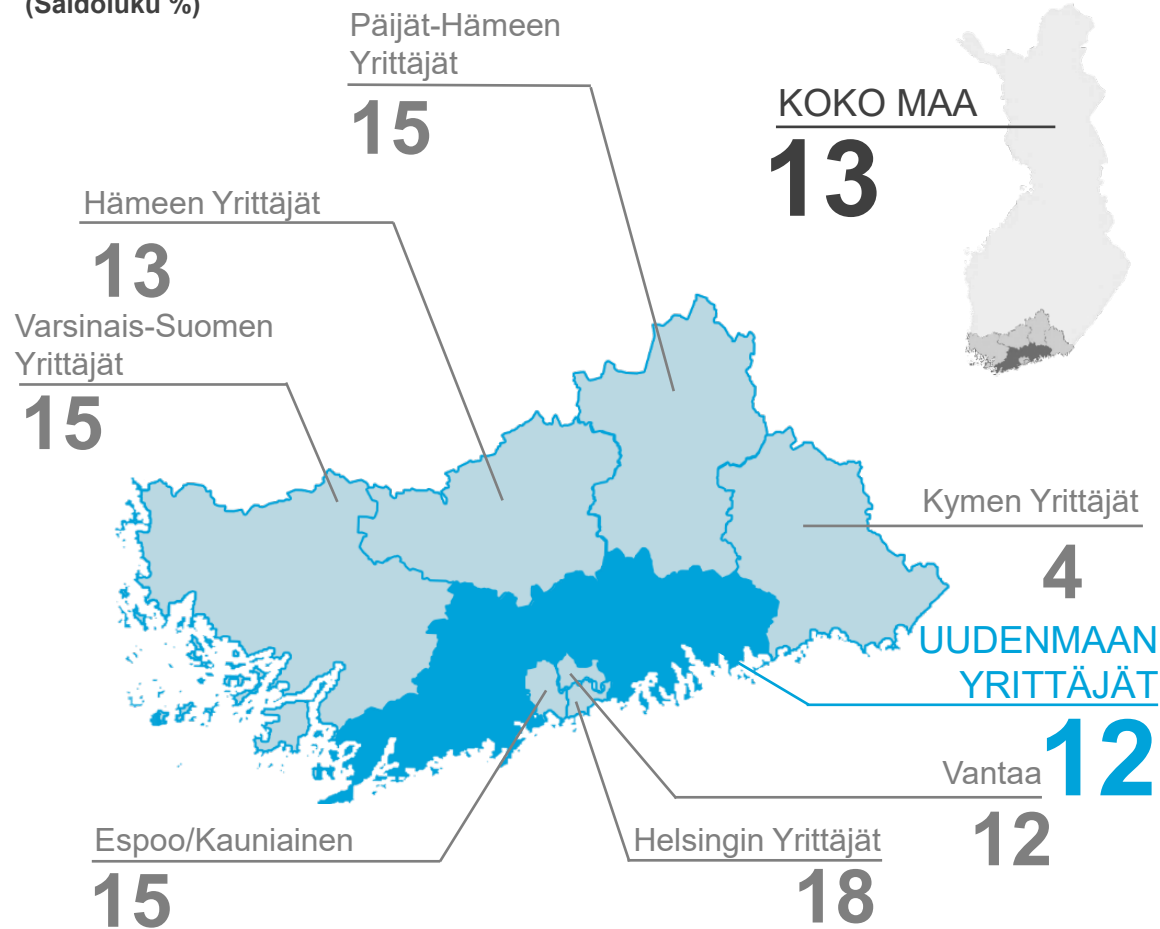 (Saldoluku %)
Päijät-Hämeen
Yrittäjät
15
KOKO MAA
13
Hämeen Yrittäjät
13
Varsinais-Suomen
Yrittäjät
15
Kymen Yrittäjät
4
UUDENMAAN
YRITTÄJÄT
12
Vantaa
12
Espoo/Kauniainen
15
Helsingin Yrittäjät
18